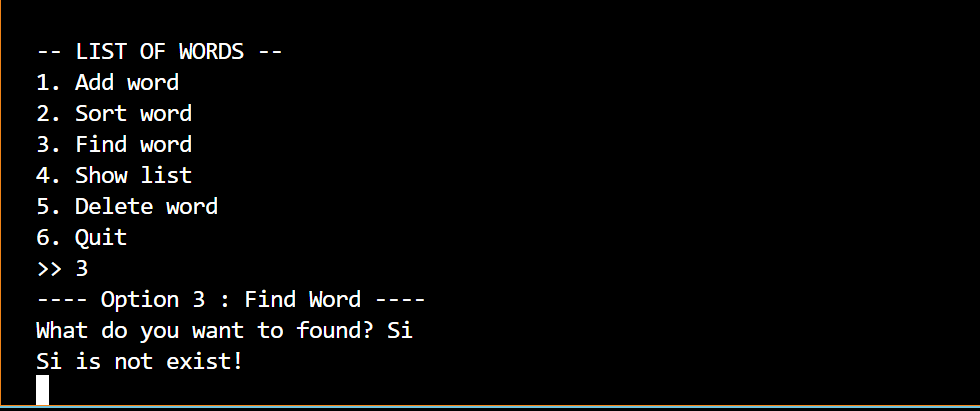 -- LIST OF WORDS --
1. Add word
2. Sort word
3. Find word
4. Show list
5. Delete word
6. Quit
>> 3
---- Option 3 : Find Word ----
What do you want to found? Si
Si is not exist!